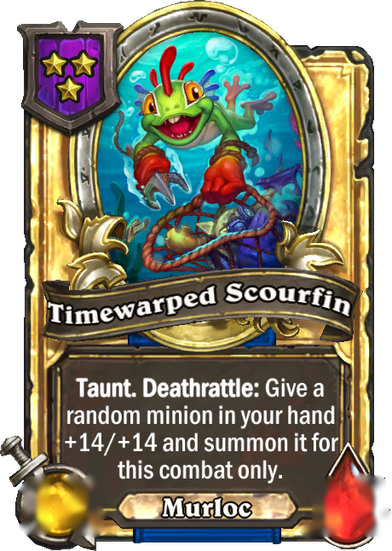 Timewarped Scourfin
Taunt. Deathrattle: Give a
random minion in your hand
+14/+14 and summon it for
this combat only.
Murloc